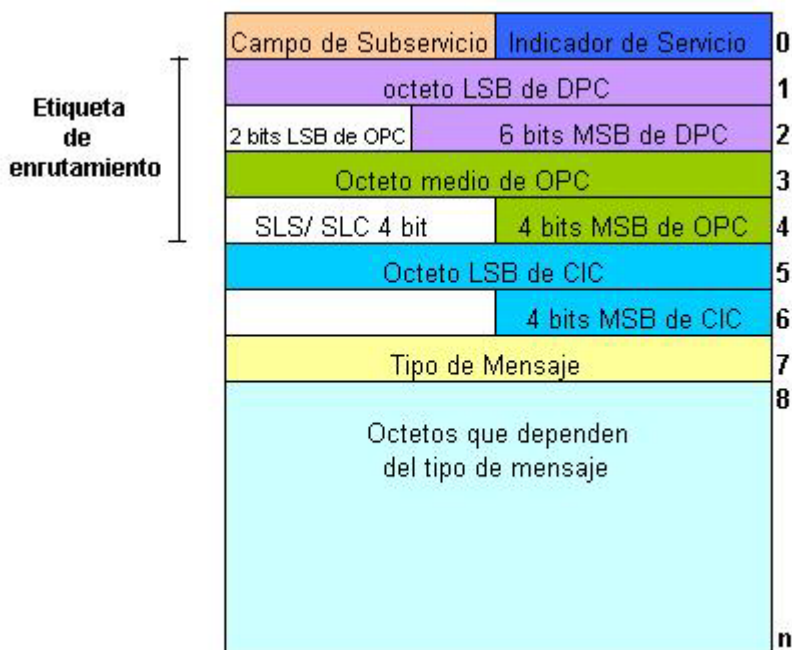 Campo de Subservicio Indicador de Servicio 0
octeto LSB de DPC 1
Etiqueta
de
enrutamiento
2 bits LSB de OPC 6 bits MSB de DPC 2
Octeto medio de OPC 3
SLS/ SLC 4 bit 4 bits MSB de OPC 4
Octeto LSB de CIC 5
4 bits MSB de CIC 6
Tipo de Mensaje 7
8
Octetos que dependen
del tipo de mensaje
n